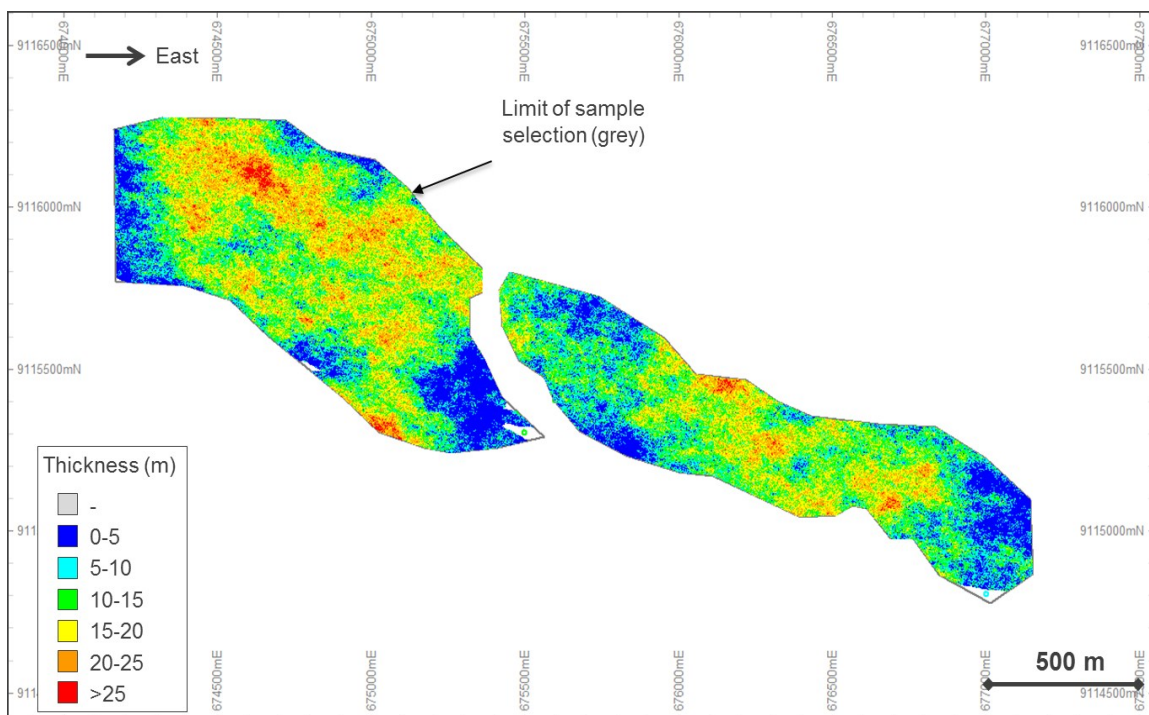 674000mE
674500mE
675000mE
675500mE
676000mE
676500mE
677000mE
9116500mN
9116500mN
East
Limit of sample
selection (grey)
9116000mN
9116000mN
9115500mN
9115500mN
Thickness (m)
-
0-5
5-10
10-15
15-20
20-25
>25
9115000mN
500 m
9114500mN
674500mE
675000mE
675500mE
676000mE
676500mE
677000mE